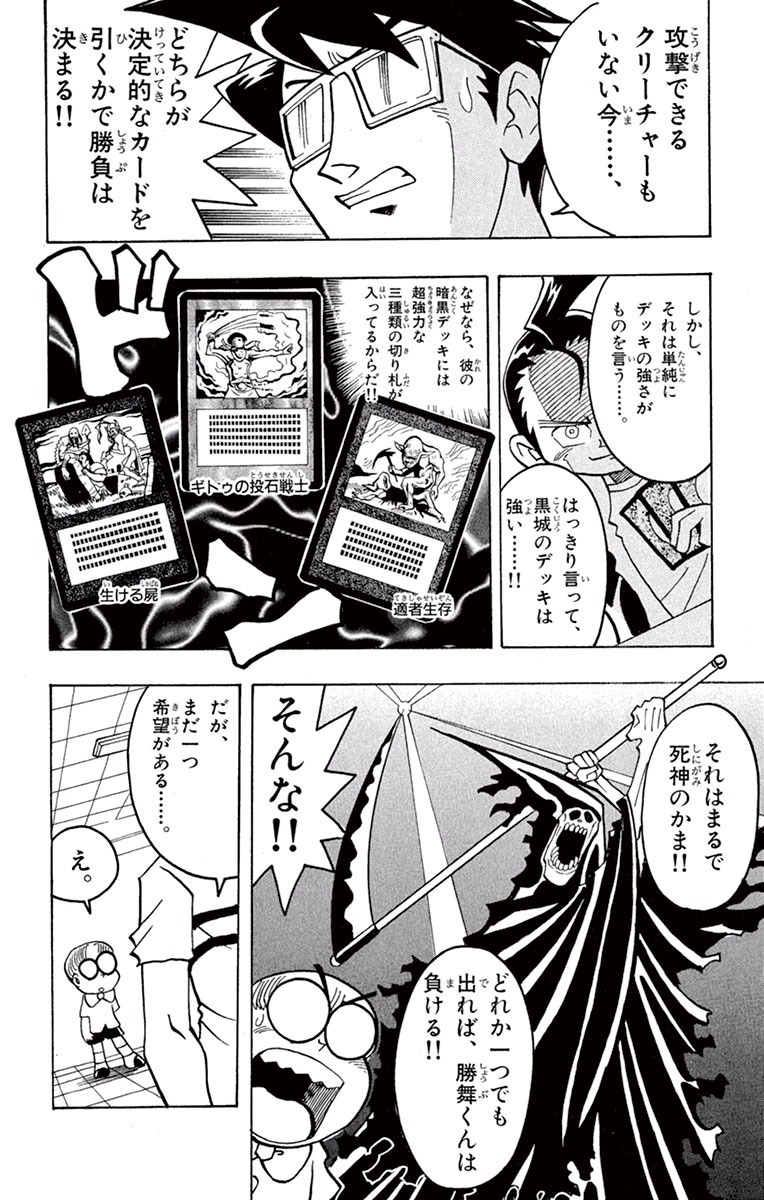 攻撃できる
クリーチャーも
いない今……、
どちらが
決定的なカードを
引くかで勝負は
決まる!!
しかし、
それは単純に
デッキの強さが
ものを言う……。
はっきり言って、
黒城のデッキは
強い……!!
なぜなら、彼の
暗黒デッキには
超強力な
三種類の切り札が
入ってるからだ!!
ギトゥの投石戦士
適者生存
生ける屍
ドン
それはまるで
死神のかま!!
どれか一つでも
出れば、勝舞くんは
負ける!!
そんな!!
だが、
まだ一つ
希望がある……。
え。